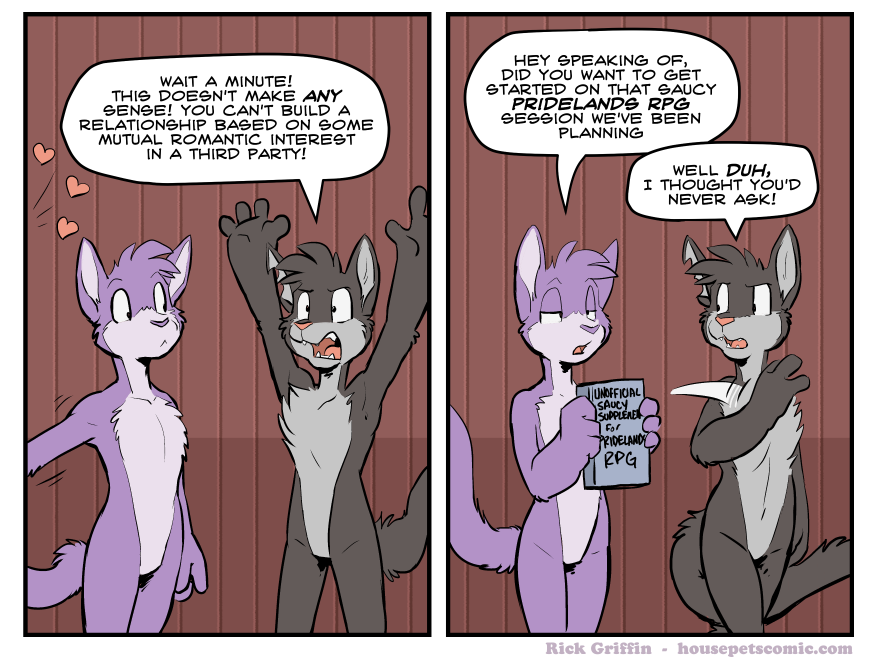 WAIT A MINUTE!
THIS DOESN'T MAKE ANY
SENSE! YOU CAN'T BUILD A
RELATIONSHIP BASED ON SOME
MUTUAL ROMANTIC INTEREST
IN A THIRD PARTY!
HEY SPEAKING OF,
DID YOU WANT TO GET
STARTED ON THAT SAUCY
PRIDELANDS RPG
SESSION WE'VE BEEN
PLANNING
WELL DUH,
I THOUGHT YOU'D
NEVER ASK!
UNOFFICIAL
SAUCY
SUPPLEMEN
For
PRIDELANDS
RPG
Rick Griffin - housepetscomic.com